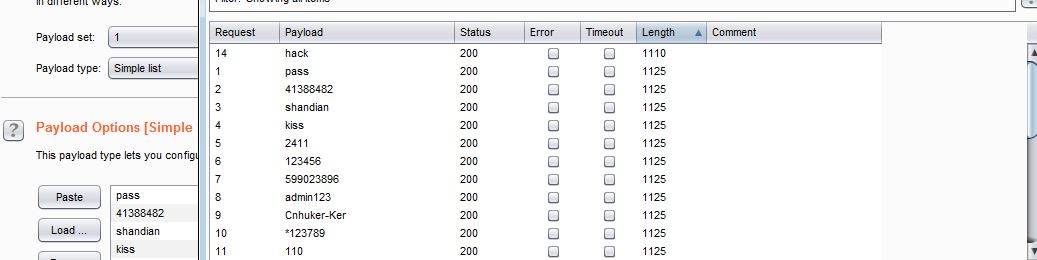 in different ways.
Payload set: 1
Payload type: Simple list
Payload Options [Simple
This payload type lets you configu
Paste
Load ...
pass
41388482
shandian
kiss
Filter: Showing all items
Request Payload Status Error Timeout Length Comment
14 hack 200 1110
1 pass 200 1125
2 41388482 200 1125
3 shandian 200 1125
4 kiss 200 1125
5 2411 200 1125
6 123456 200 1125
7 599023896 200 1125
8 admin123 200 1125
9 Cnhuker-Ker 200 1125
10 *123789 200 1125
11 110 200 1125